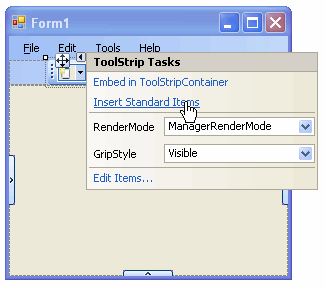 Form1
File Edit Tools Help
ToolStrip Tasks
Embed in ToolStripContainer
Insert Standard Items
RenderMode ManagerRenderMode
GripStyle Visible
Edit Items...